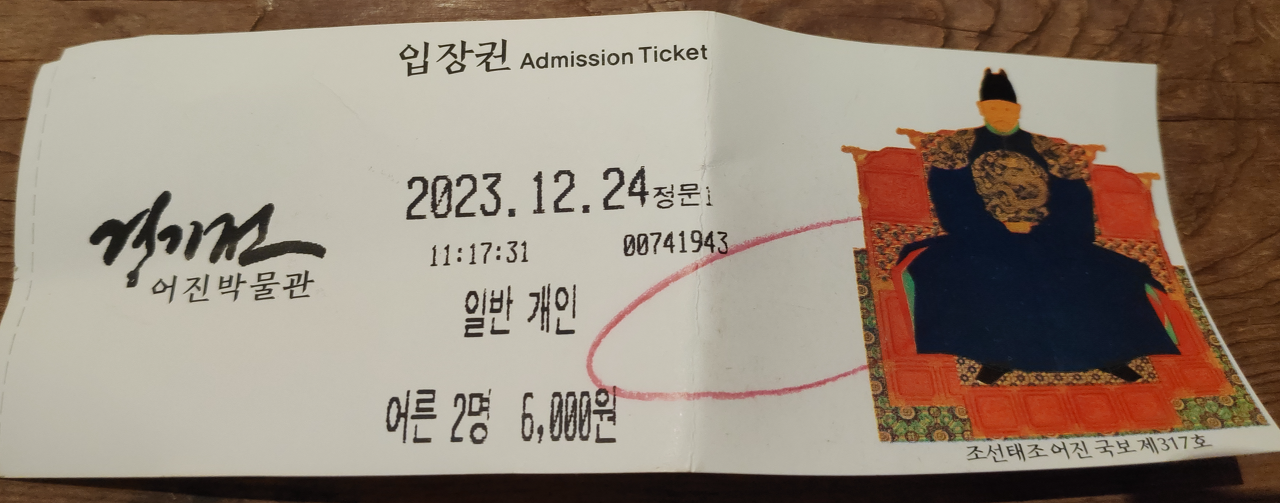 입장권 Admission Ticket
경기전
어진박물관
2023.12.24 정문1
11:17:31 00741943
일반 개인
어른 2명 6,000원
조선태조어진 국보 제317호